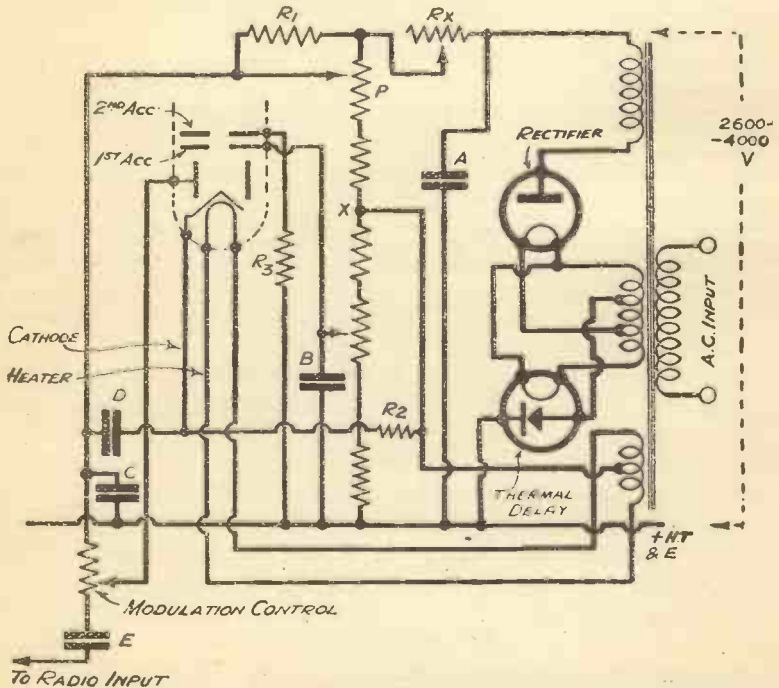 R1
RX
P
2ND ACC
1ST ACC
RECTIFIER
2600-
-4000
V
A
X
R3
CATHODE
HEATER
B
A.C. INPUT
D
R2
C
THERMAL
DELAY
+HT
& E
MODULATION CONTROL
E
TO RADIO INPUT